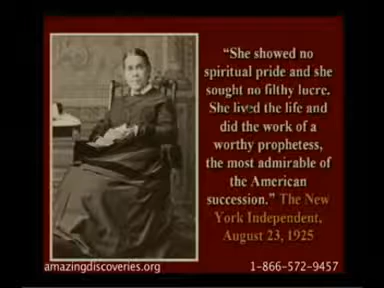 “She showed no
spiritual pride and she
sought no filthy lucre.
She lived the life and
did the work of a
worthy prophetess,
the most admirable of
the American
succession.” The New
York Independent,
August 23, 1925
amazingdiscoveries.org
1-866-572-9457